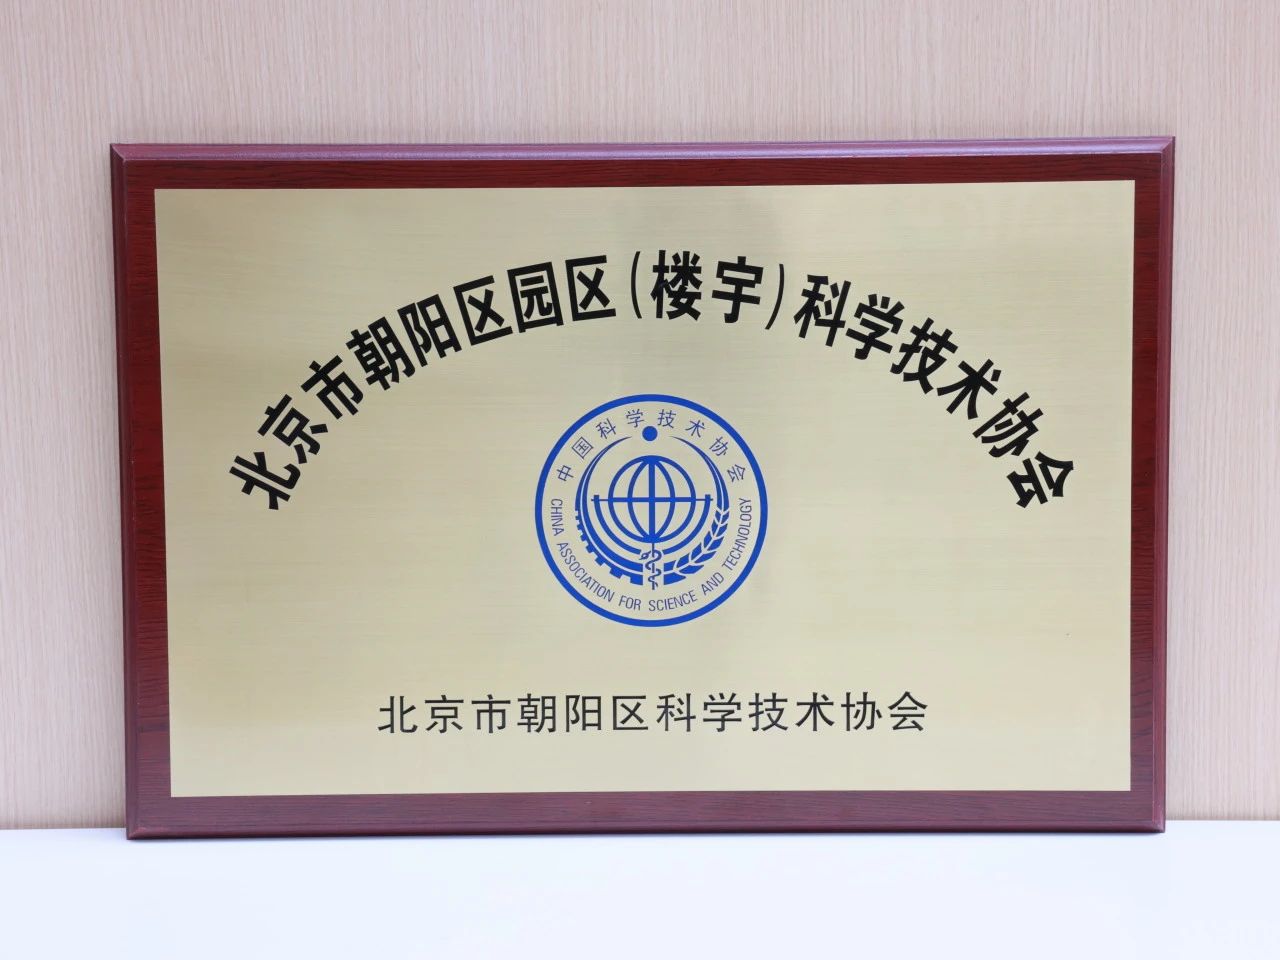 北京市朝阳区园区(楼宇)科学技术协会
中国科学技术协会
CHINA ASSOCIATION FOR SCIENCE AND TECHNOLOGY
北京市朝阳区科学技术协会